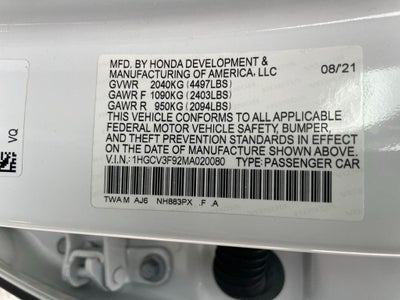 MFD. BY HONDA DEVELOPMENT &
MANUFACTURING OF AMERICA, LLC 08/21
GVWR 2040KG (4497LBS)
GAWR F 1090KG (2403LBS)
GAWR R 950KG (2094LBS)
THIS VEHICLE CONFORMS TO ALL APPLICABLE
FEDERAL MOTOR VEHICLE SAFETY, BUMPER,
AND THEFT PREVENTION STANDARDS IN EFFECT
ON THE DATE OF MANUFACTURE SHOWN ABOVE.
V.I.N.: 1HGCV3F92MA020080 TYPE: PASSENGER CAR
TWA M AJ6 NH883PX .F .A
VQ